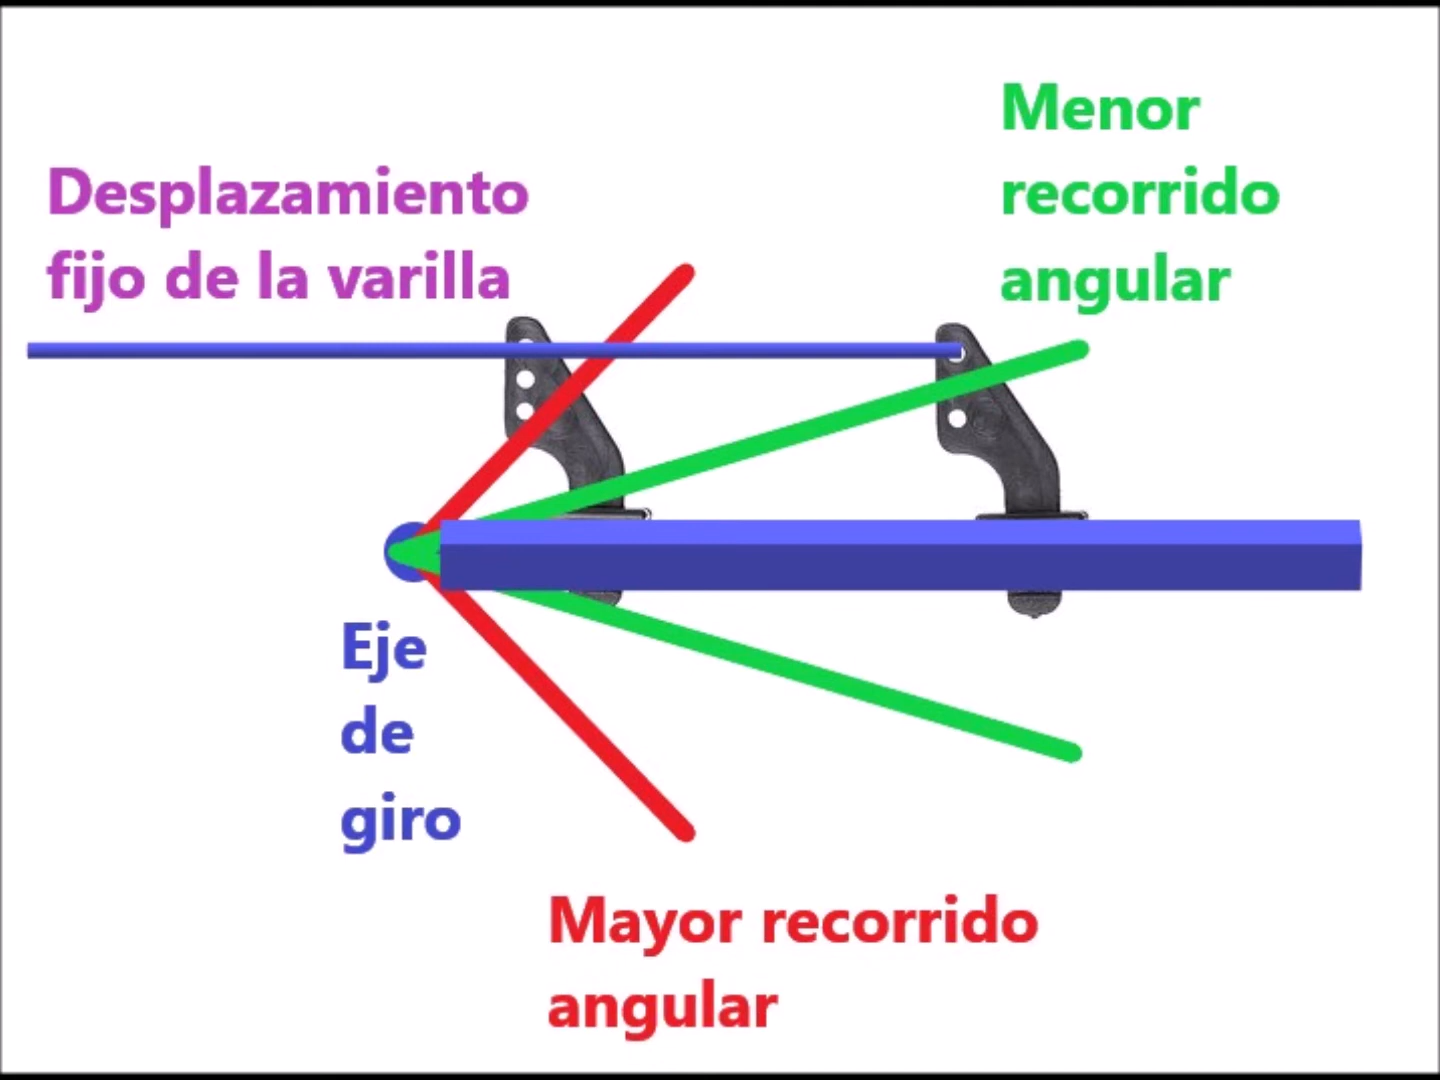 Menor
recorrido
angular
Desplazamiento
fijo de la varilla
Eje
de
giro
Mayor recorrido
angular